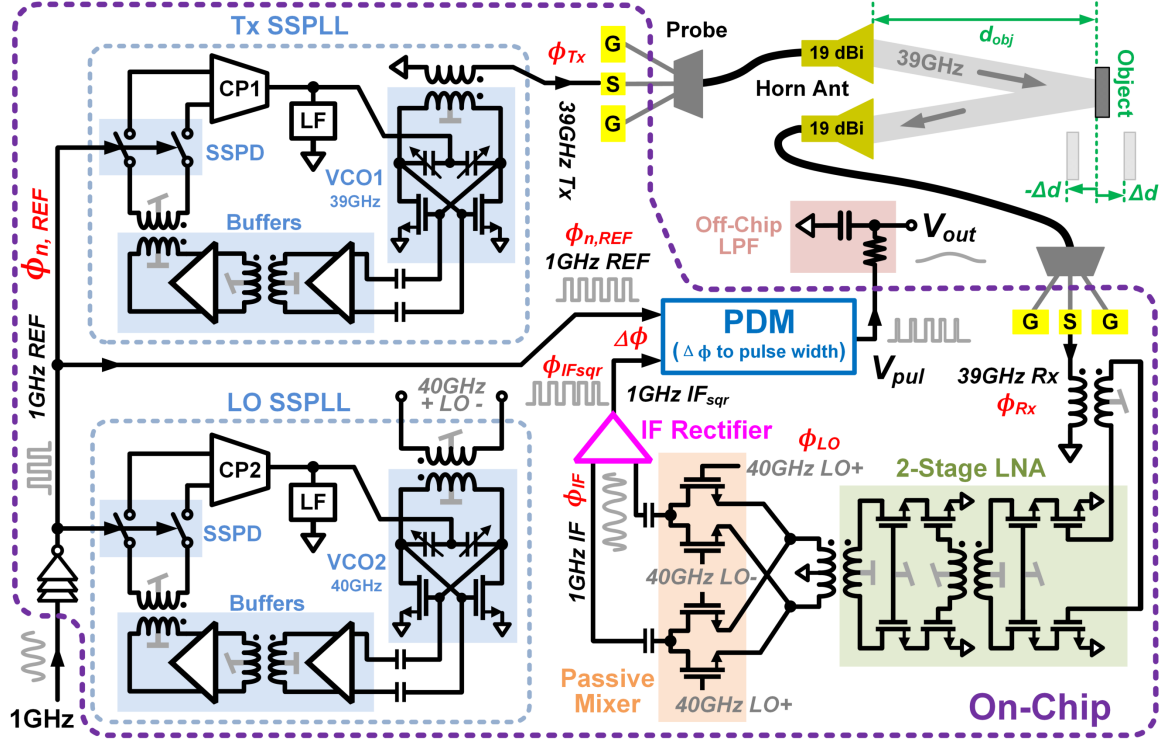 Tx SSPLL
CP1
LF
SSPD
VCO1
39GHz
Buffers
ϕTx
39GHz Tx
G
S
G
Probe
Horn Ant
19 dBi
19 dBi
39GHz
dobj
Object
-Δd
Δd
ϕn, REF
1GHz REF
ϕn,REF
1GHz REF
Off-Chip
LPF
Vout
PDM
(Δϕ to pulse width)
Vpul
Δϕ
ϕIFsqr
1GHz IFsqr
G
S
G
39GHz Rx
ϕRx
LO SSPLL
40GHz
+ LO -
CP2
LF
SSPD
VCO2
40GHz
Buffers
1GHz
IF Rectifier
ϕIF
1GHz IF
ϕLO
40GHz LO+
40GHz LO-
40GHz LO+
Passive
Mixer
2-Stage LNA
On-Chip